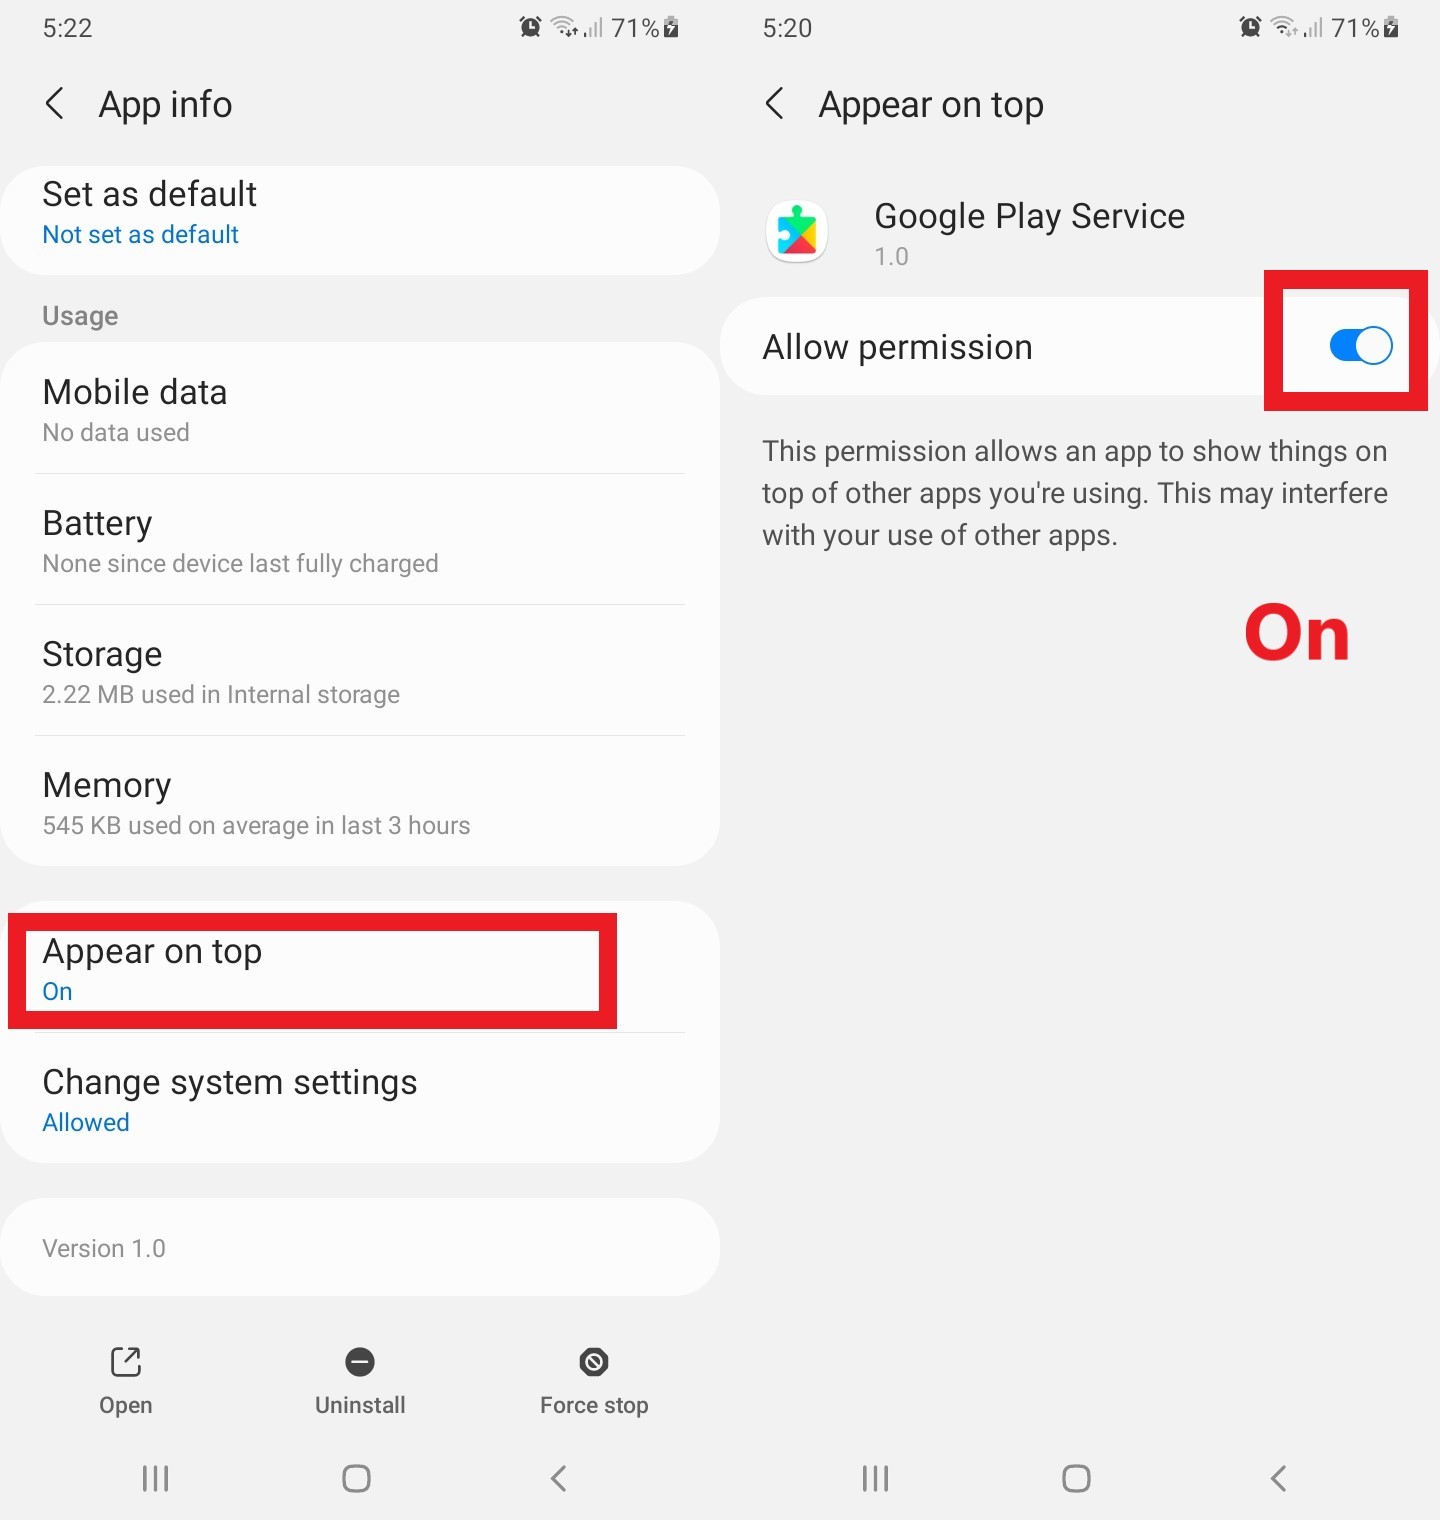 5:22
71%
App info
Set as default
Not set as default
Usage
Mobile data
No data used
Battery
None since device last fully charged
Storage
2.22 MB used in Internal storage
Memory
545 KB used on average in last 3 hours
Appear on top
On
Change system settings
Allowed
Version 1.0
Open
Uninstall
Force stop
5:20
71%
Appear on top
Google Play Service
1.0
Allow permission
This permission allows an app to show things on
top of other apps you're using. This may interfere
with your use of other apps.
On